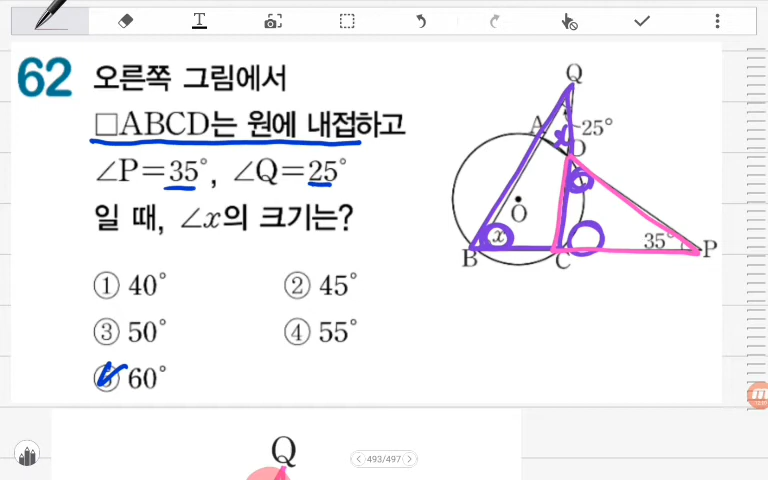 T
62 오른쪽 그림에서
□ABCD는 원에 내접하고
∠P=35°, ∠Q=25°
일 때, ∠x의 크기는?
① 40° ② 45°
③ 50° ④ 55°
⑤ 60°
Q
A x 25°
D
O
x 35°
B C P
Q
493/497